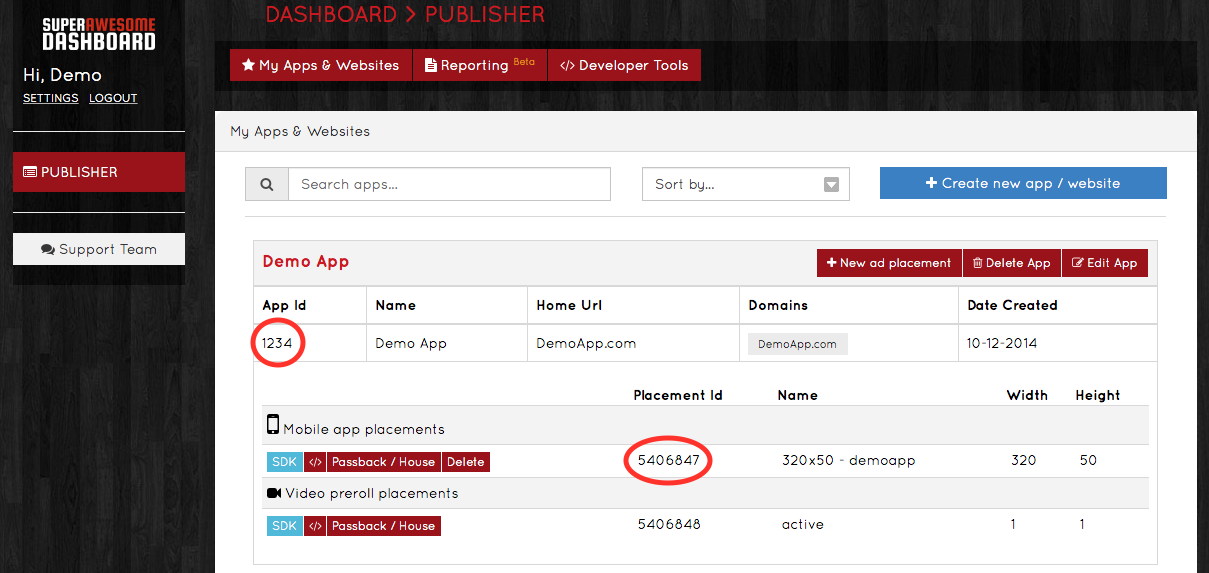 SUPERAWESOME
DASHBOARD
Hi, Demo
SETTINGS LOGOUT
PUBLISHER
Support Team
DASHBOARD > PUBLISHER
My Apps & Websites Reporting Beta </> Developer Tools
My Apps & Websites
Search apps... Sort by... + Create new app / website
Demo App + New ad placement Delete App Edit App
App Id Name Home Url Domains Date Created
1234 Demo App DemoApp.com DemoApp.com 10-12-2014
Placement Id Name Width Height
Mobile app placements
SDK </> Passback / House Delete 5406847 320x50 - demoapp 320 50
Video preroll placements
SDK </> Passback / House 5406848 active 1 1